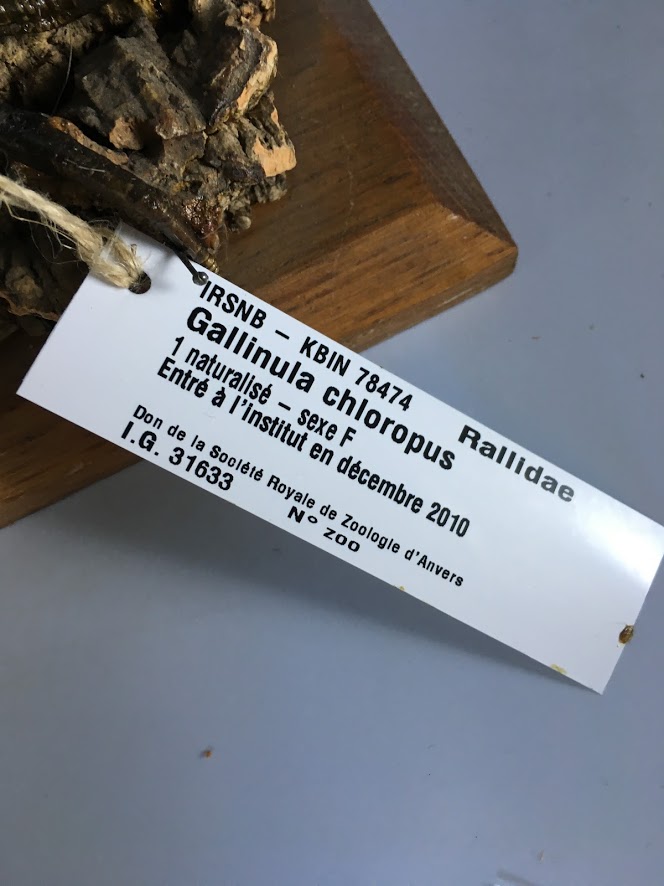 IRSNB – KBIN 78474
Gallinula chloropus Rallidae
1 naturalisé – sexe F
Entré à l'institut en décembre 2010
Don de la Société Royale de Zoologie d'Anvers
I.G. 31633 N° ZOO